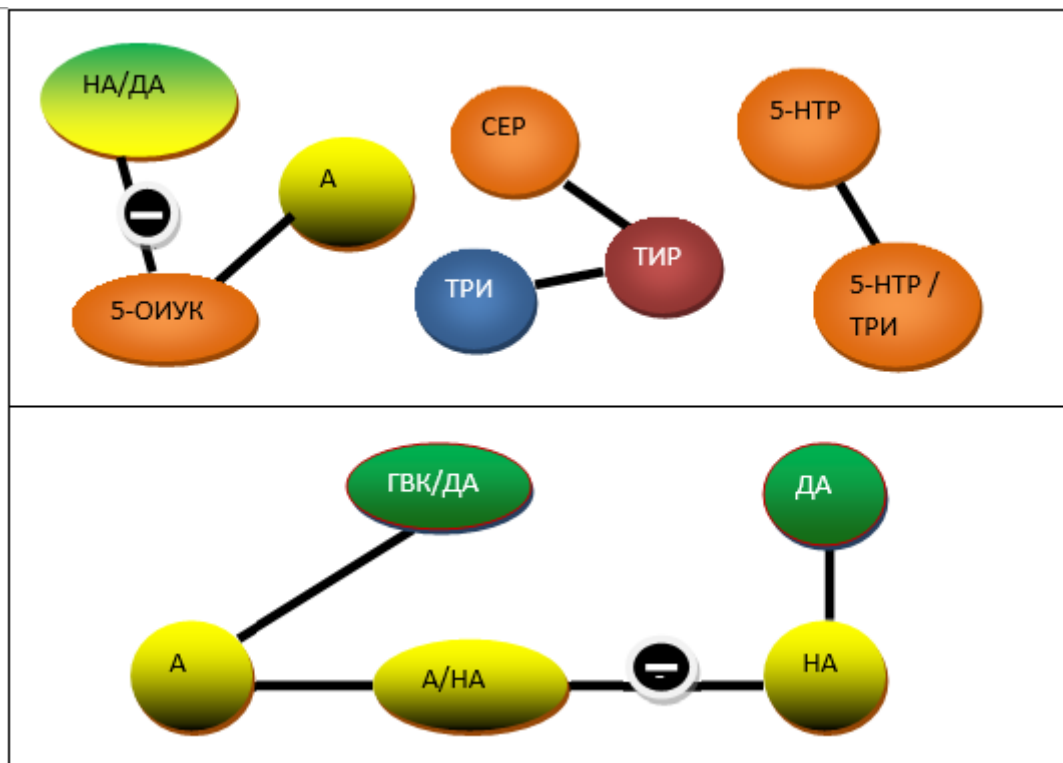 НА/ДА
А
5-ОИУК
СЕР
ТРИ
ТИР
5-НТР
5-НТР /
ТРИ
ГВК/ДА
ДА
А
А/НА
НА